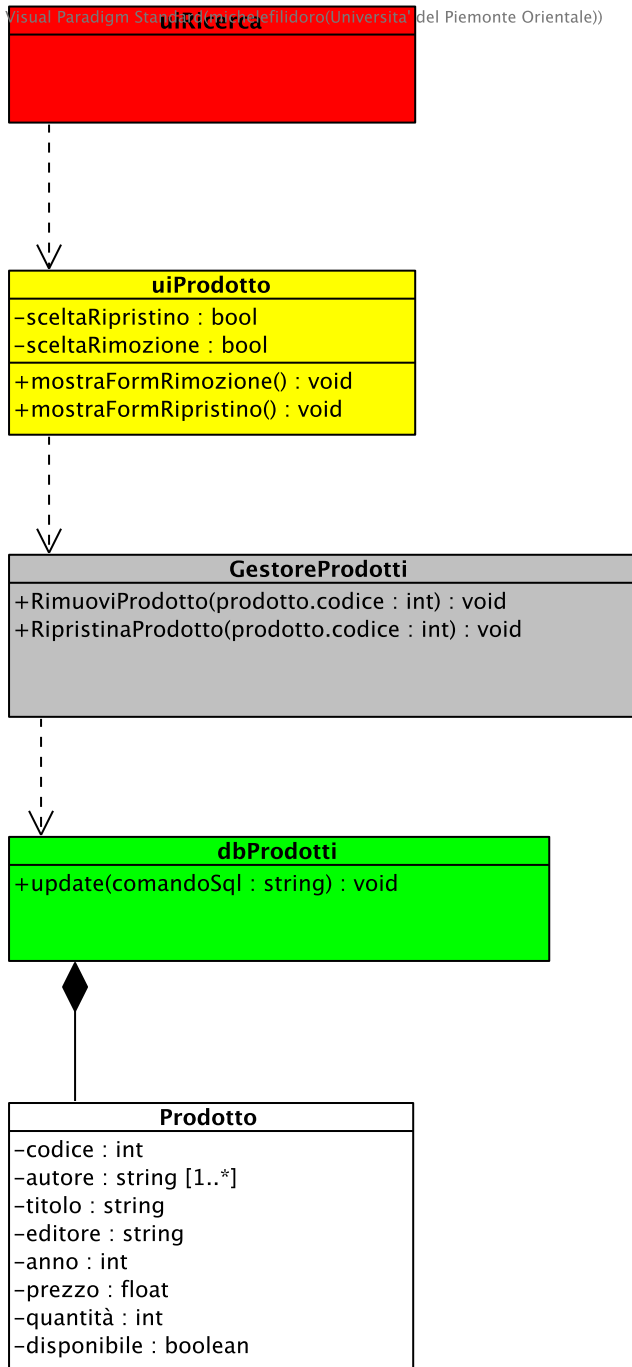 Visual Paradigm Standard(michelefilidoro(Universita' del Piemonte Orientale))
uiRicerca
uiProdotto
-sceltaRipristino : bool
-sceltaRimozione : bool
+mostraFormRimozione() : void
+mostraFormRipristino() : void
GestoreProdotti
+RimuoviProdotto(prodotto.codice : int) : void
+RipristinaProdotto(prodotto.codice : int) : void
dbProdotti
+update(comandoSql : string) : void
Prodotto
-codice : int
-autore : string [1..*]
-titolo : string
-editore : string
-anno : int
-prezzo : float
-quantità : int
-disponibile : boolean